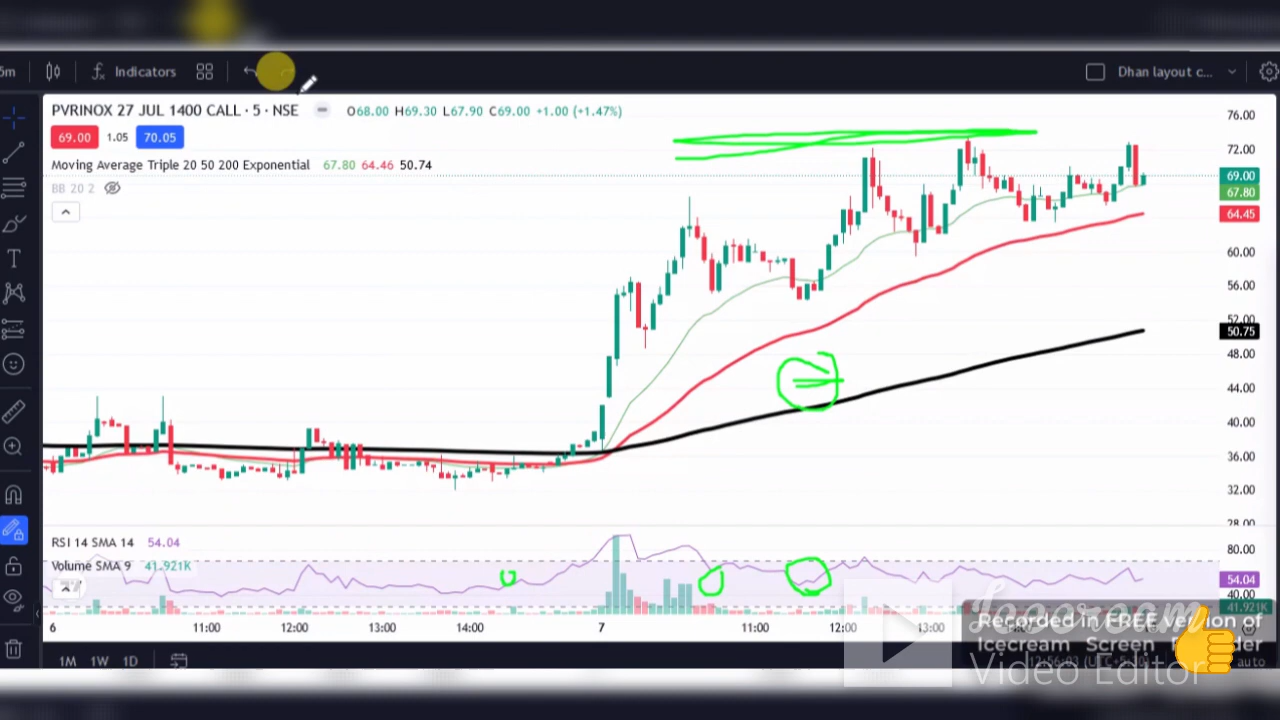 5m Indicators Dhan layout c...
PVRINOX 27 JUL 1400 CALL · 5 · NSE O68.00 H69.30 L67.90 C69.00 +1.00 (+1.47%)
69.00 1.05 70.05
Moving Average Triple 20 50 200 Exponential 67.80 64.46 50.74
BB 20 2
76.00
72.00
69.00
67.80
64.45
60.00
56.00
52.00
50.75
48.00
44.00
40.00
36.00
32.00
28.00
RSI 14 SMA 14 54.04
Volume SMA 9 41.921K
80.00
54.04
40.00
41.921K
6 11:00 12:00 13:00 14:00 7 11:00 12:00 13:00
1M 1W 1D
auto
Icecream
Recorded in FREE version of
Icecream Screen
Video Editor